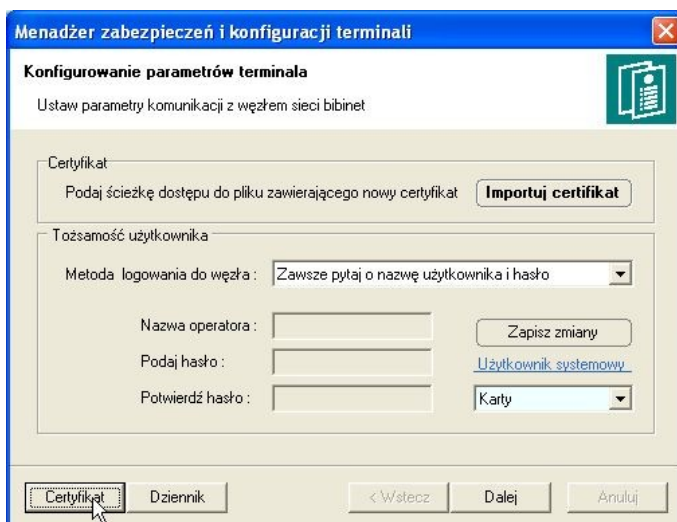 Menadżer zabezpieczeń i konfiguracji terminali
Konfigurowanie parametrów terminala
Ustaw parametry komunikacji z węzłem sieci bibinet
Certyfikat
Podaj ścieżkę dostępu do pliku zawierającego nowy certyfikat
Importuj certifikat
Tożsamość użytkownika
Metoda logowania do węzła :
Zawsze pytaj o nazwę użytkownika i hasło
Nazwa operatora :
Zapisz zmiany
Podaj hasło :
Użytkownik systemowy
Potwierdź hasło :
Karty
Certyfikat
Dziennik
< Wstecz
Dalej
Anuluj